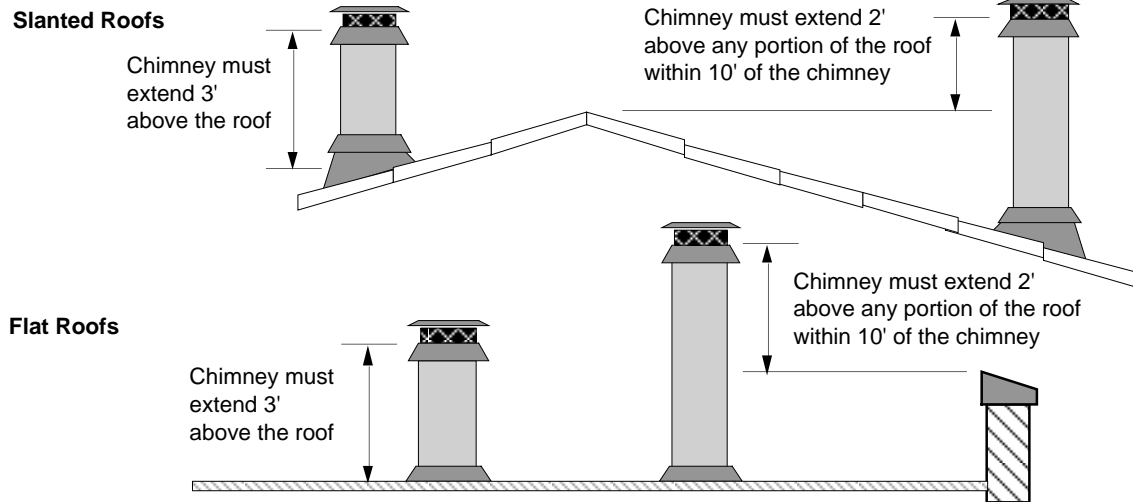 Slanted Roofs
Chimney must
extend 3'
above the roof
Chimney must extend 2'
above any portion of the roof
within 10' of the chimney
Flat Roofs
Chimney must
extend 3'
above the roof
Chimney must extend 2'
above any portion of the roof
within 10' of the chimney